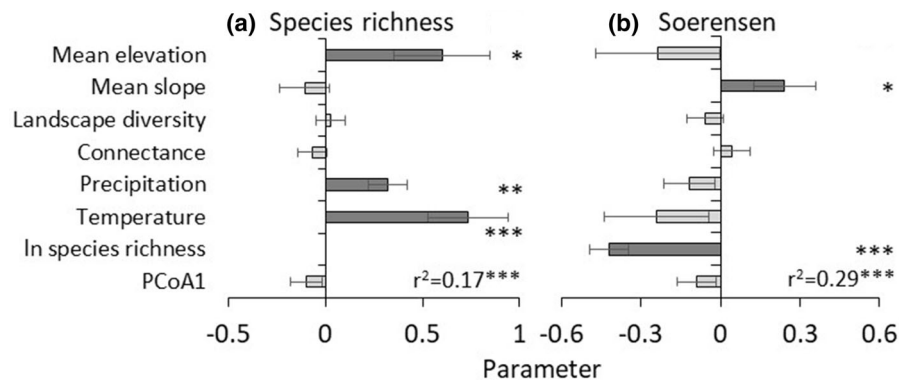 (a) Species richness (b) Soerensen
Mean elevation *
Mean slope *
Landscape diversity
Connectance
Precipitation **
Temperature ***
ln species richness ***
PCoA1 r²=0.17*** r²=0.29***
-0.5 0 0.5 1 -0.6 -0.3 0 0.3 0.6
Parameter